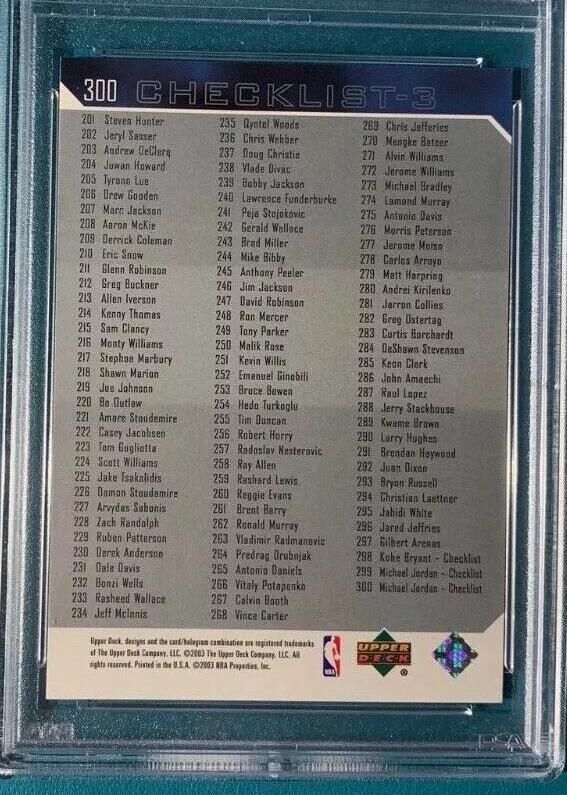 300 CHECKLIST-3
201 Steven Hunter
202 Jeryl Sasser
203 Andrew DeClerq
204 Juwan Howard
205 Tyronn Lue
206 Drew Gooden
207 Marc Jackson
208 Aaron McKie
209 Derrick Coleman
210 Eric Snow
211 Glenn Robinson
212 Greg Buckner
213 Allen Iverson
214 Kenny Thomas
215 Sam Clancy
216 Monty Williams
217 Stephon Marbury
218 Shawn Marion
219 Joe Johnson
220 Bo Outlaw
221 Amare Stoudemire
222 Casey Jacobsen
223 Tom Gugliotta
224 Scott Williams
225 Jake Tsakalidis
226 Damon Stoudamire
227 Arvydas Sabonis
228 Zach Randolph
229 Ruben Patterson
230 Derek Anderson
231 Dale Davis
232 Bonzi Wells
233 Rasheed Wallace
234 Jeff McInnis
235 Qyntel Woods
236 Chris Webber
237 Doug Christie
238 Vlade Divac
239 Bobby Jackson
240 Lawrence Funderburke
241 Peja Stojakovic
242 Gerald Wallace
243 Brad Miller
244 Mike Bibby
245 Anthony Peeler
246 Jim Jackson
247 David Robinson
248 Ron Mercer
249 Tony Parker
250 Malik Rose
251 Kevin Willis
252 Emanuel Ginobili
253 Bruce Bowen
254 Hedo Turkoglu
255 Tim Duncan
256 Robert Horry
257 Radoslav Nesterovic
258 Ray Allen
259 Rashard Lewis
260 Reggie Evans
261 Brent Barry
262 Ronald Murray
263 Vladimir Radmanovic
264 Predrag Drobnjak
265 Antonio Daniels
266 Vitaly Potapenko
267 Calvin Booth
268 Vince Carter
269 Chris Jefferies
270 Mengke Bateer
271 Alvin Williams
272 Jerome Williams
273 Michael Bradley
274 Lamond Murray
275 Antonio Davis
276 Morris Peterson
277 Jerome Moiso
278 Carlos Arroyo
279 Matt Harpring
280 Andrei Kirilenko
281 Jarron Collins
282 Greg Ostertag
283 Curtis Borchardt
284 DeShawn Stevenson
285 Keon Clark
286 John Amaechi
287 Raul Lopez
288 Jerry Stackhouse
289 Kwame Brown
290 Larry Hughes
291 Brendan Haywood
292 Juan Dixon
293 Bryon Russell
294 Christian Laettner
295 Jahidi White
296 Jared Jeffries
297 Gilbert Arenas
298 Kobe Bryant - Checklist
299 Michael Jordan - Checklist
300 Michael Jordan - Checklist
Upper Deck, designs and the card/hologram combination are registered trademarks
of The Upper Deck Company, LLC. ©2003 The Upper Deck Company, LLC. All
rights reserved. Printed in the U.S.A. ©2003 NBA Properties, Inc.
NBA
UPPER
DECK
PSA